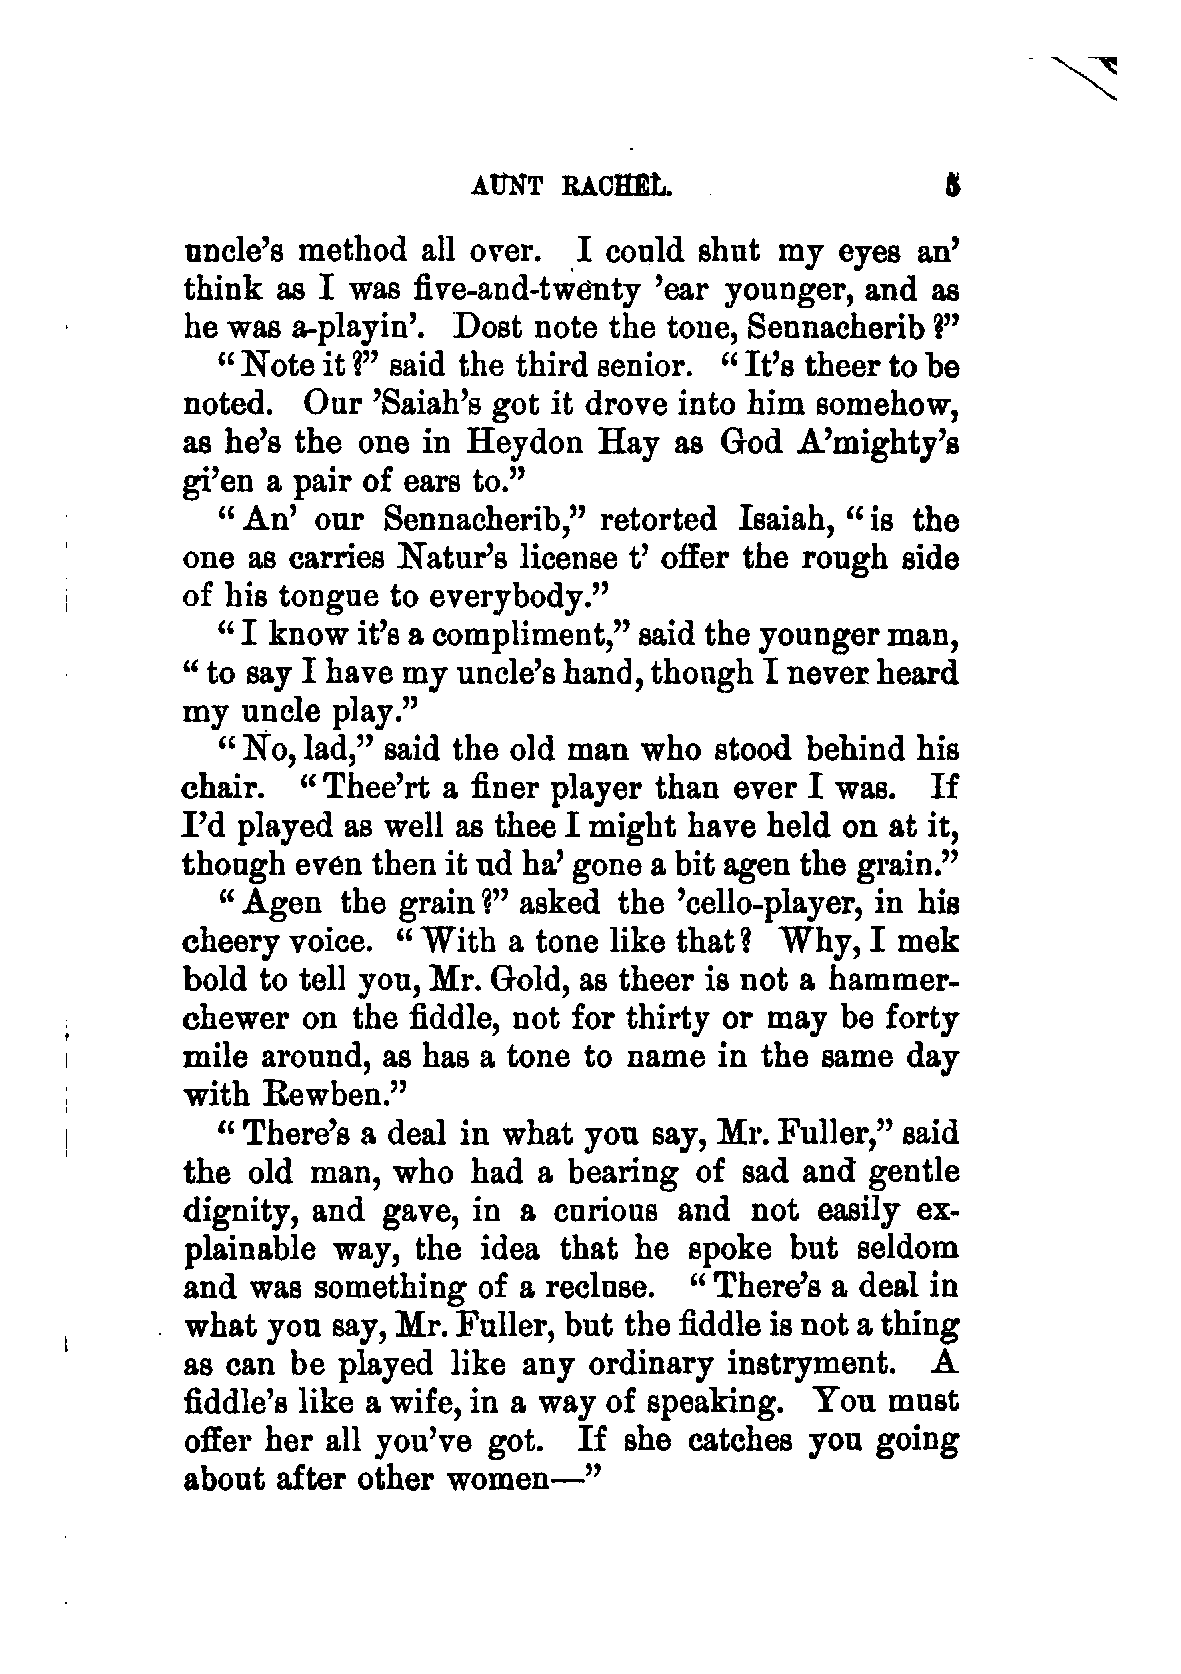 AUNT RACHEL. 5
uncle's method all over. I could shut my eyes an'
think as I was five-and-twenty 'ear younger, and as
he was a-playin'. Dost note the tone, Sennacherib?"
"Note it?" said the third senior. "It's theer to be
noted. Our 'Saiah's got it drove into him somehow,
as he's the one in Heydon Hay as God A'mighty's
gi'en a pair of ears to."
"An' our Sennacherib," retorted Isaiah, "is the
one as carries Natur's license t' offer the rough side
of his tongue to everybody."
"I know it's a compliment," said the younger man,
"to say I have my uncle's hand, though I never heard
my uncle play."
"No, lad," said the old man who stood behind his
chair. "Thee'rt a finer player than ever I was. If
I'd played as well as thee I might have held on at it,
though even then it ud ha' gone a bit agen the grain."
"Agen the grain?" asked the 'cello-player, in his
cheery voice. "With a tone like that? Why, I mek
bold to tell you, Mr. Gold, as theer is not a hammer-
chewer on the fiddle, not for thirty or may be forty
mile around, as has a tone to name in the same day
with Rewben."
"There's a deal in what you say, Mr. Fuller," said
the old man, who had a bearing of sad and gentle
dignity, and gave, in a curious and not easily ex-
plainable way, the idea that he spoke but seldom
and was something of a recluse. "There's a deal in
what you say, Mr. Fuller, but the fiddle is not a thing
as can be played like any ordinary instryment. A
fiddle's like a wife, in a way of speaking. You must
offer her all you've got. If she catches you going
about after other women—"